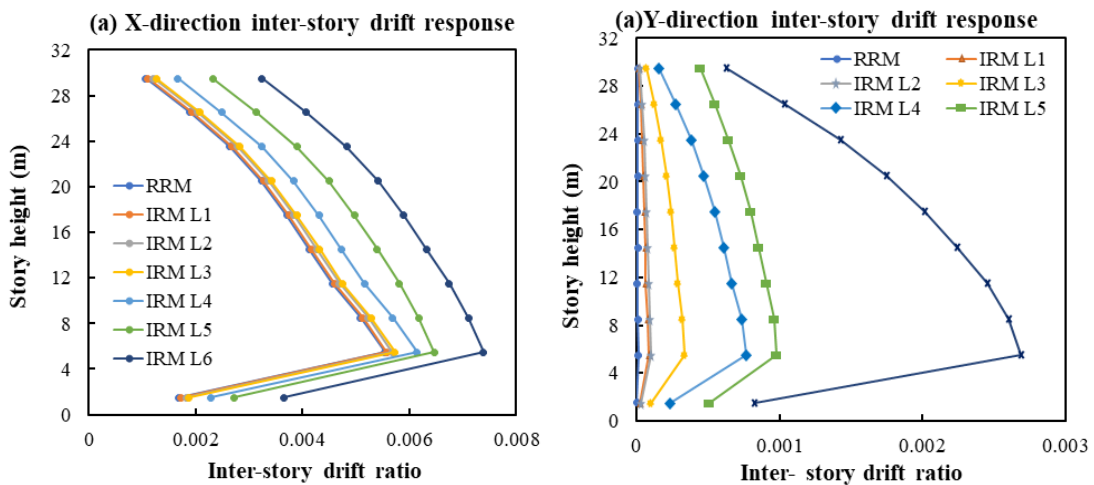 (a) X-direction inter-story drift response
32
28
24
20
16
12
8
4
0
Story height (m)
RRM
IRM L1
IRM L2
IRM L3
IRM L4
IRM L5
IRM L6
0 0.002 0.004 0.006 0.008
Inter-story drift ratio
(a)Y-direction inter-story drift response
32
28
24
20
16
12
8
4
0
Story height (m)
RRM IRM L1
IRM L2 IRM L3
IRM L4 IRM L5
0 0.001 0.002 0.003
Inter- story drift ratio